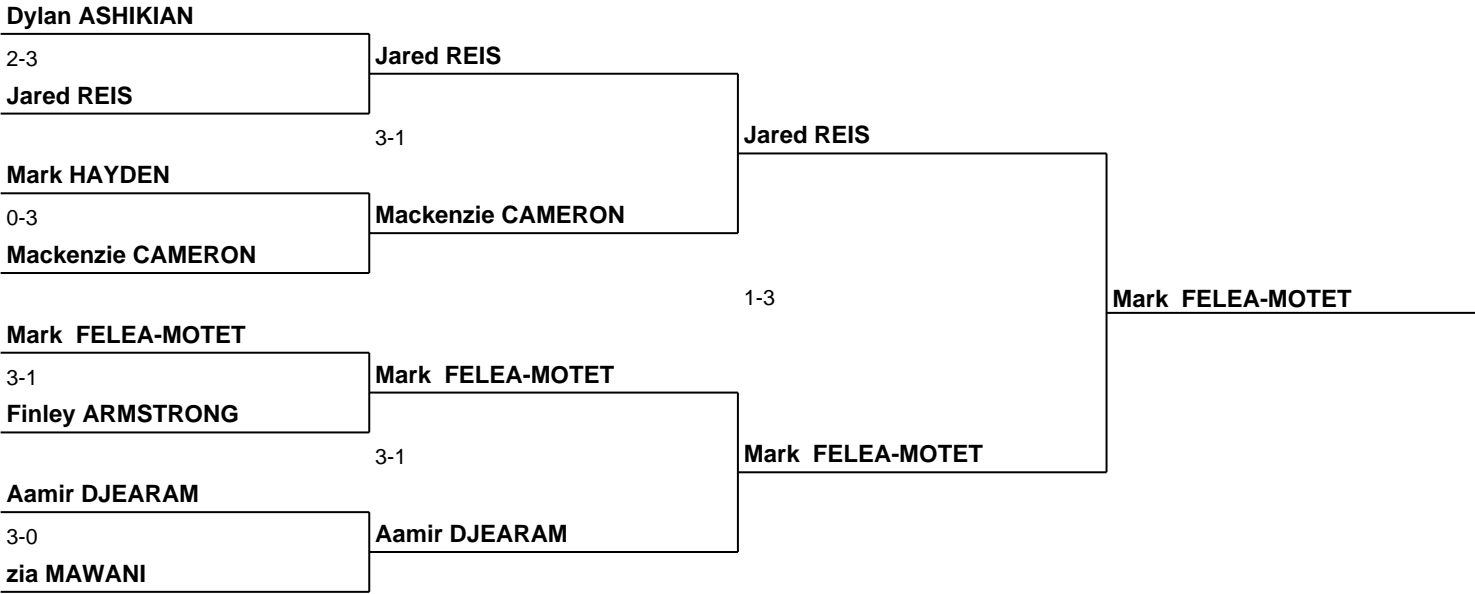 Dylan ASHIKIAN
2-3
Jared REIS
Jared REIS
3-1
Jared REIS
Mark HAYDEN
0-3
Mackenzie CAMERON
Mackenzie CAMERON
1-3
Mark  FELEA-MOTET
Mark  FELEA-MOTET
3-1
Mark  FELEA-MOTET
Finley ARMSTRONG
3-1
Mark  FELEA-MOTET
Aamir DJEARAM
3-0
Aamir DJEARAM
zia MAWANI